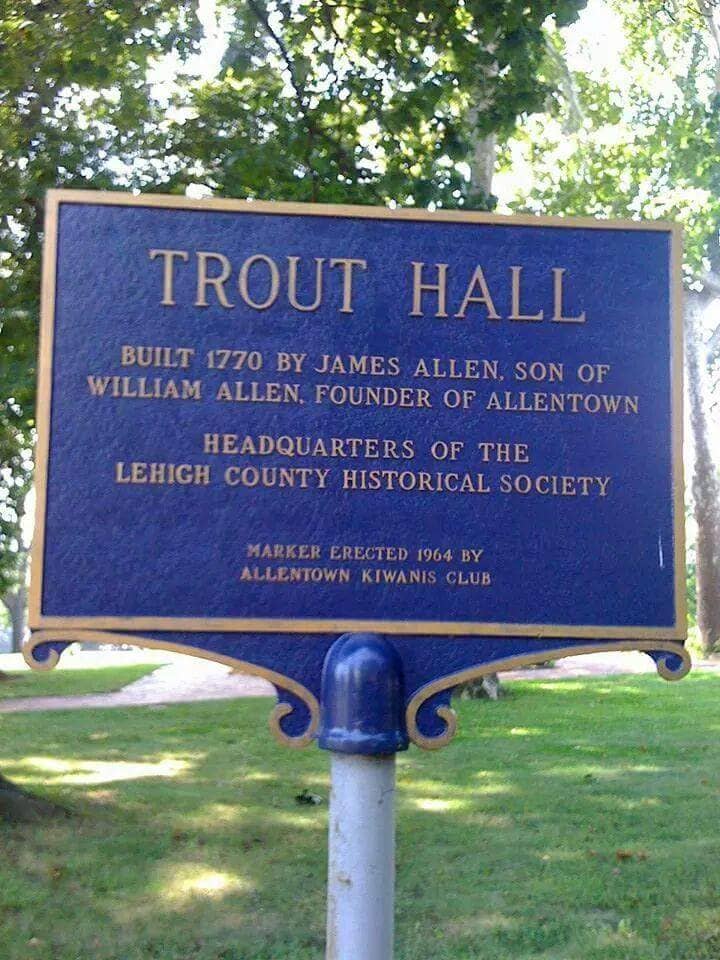 TROUT HALL
BUILT 1770 BY JAMES ALLEN, SON OF
WILLIAM ALLEN, FOUNDER OF ALLENTOWN
HEADQUARTERS OF THE
LEHIGH COUNTY HISTORICAL SOCIETY
MARKER ERECTED 1964 BY
ALLENTOWN KIWANIS CLUB